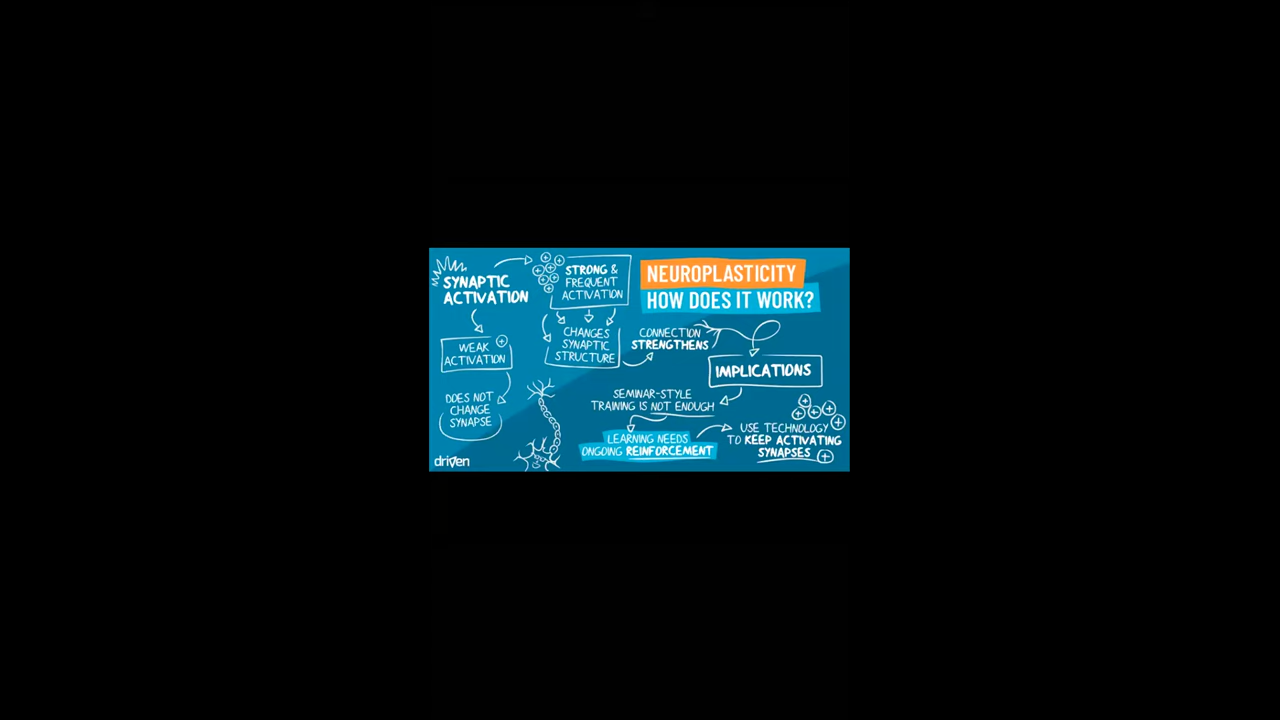 SYNAPTIC
ACTIVATION
WEAK
ACTIVATION
DOES NOT
CHANGE
SYNAPSE
STRONG &
FREQUENT
ACTIVATION
CHANGES
SYNAPTIC
STRUCTURE
CONNECTION
STRENGTHENS
NEUROPLASTICITY
HOW DOES IT WORK?
IMPLICATIONS
SEMINAR-STYLE
TRAINING IS NOT ENOUGH
LEARNING NEEDS
ONGOING REINFORCEMENT
USE TECHNOLOGY
TO KEEP ACTIVATING
SYNAPSES
driven